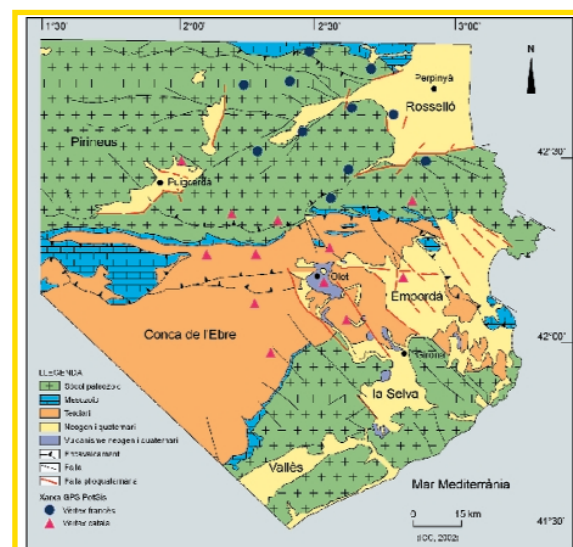 1°30' 2°00' 2°30' 3°00'
N
Perpinyà
Rosselló
Pirineus
42°30'
Puigcerdà
Olot
Empordà
Conca de l'Ebre
42°00'
Girona
LLEGENDA
Sòcol paleozoic
la Selva
Mesozoic
Terciari
Neogen i quaternari
Vulcanisme neogen i quaternari
Encavalcament
Falla
Vallès
Falla plioquaternària
Mar Mediterrània
Xarxa GPS PotSis
Vèrtex francès
0 15 km
Vèrtex català
41°30'
(ICC, 2002)